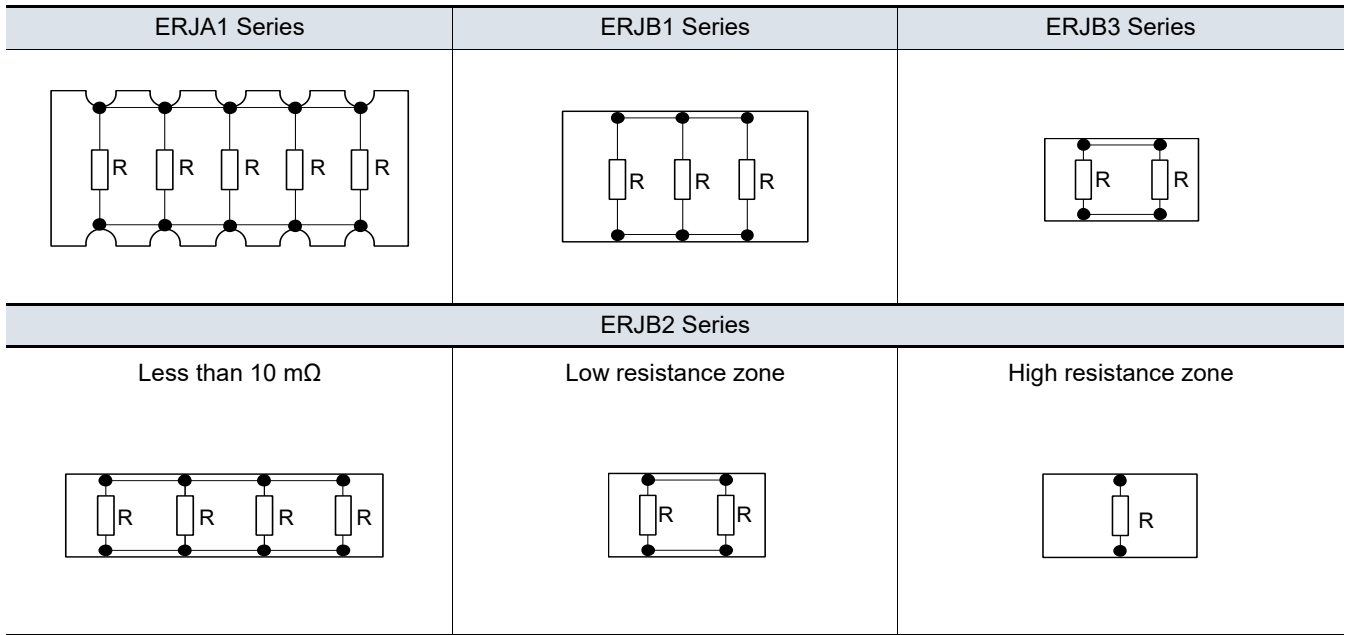 ERJA1 Series ERJB1 Series ERJB3 Series
R R R R R R R R R R
ERJB2 Series
Less than 10 mΩ Low resistance zone High resistance zone
R R R R R R R